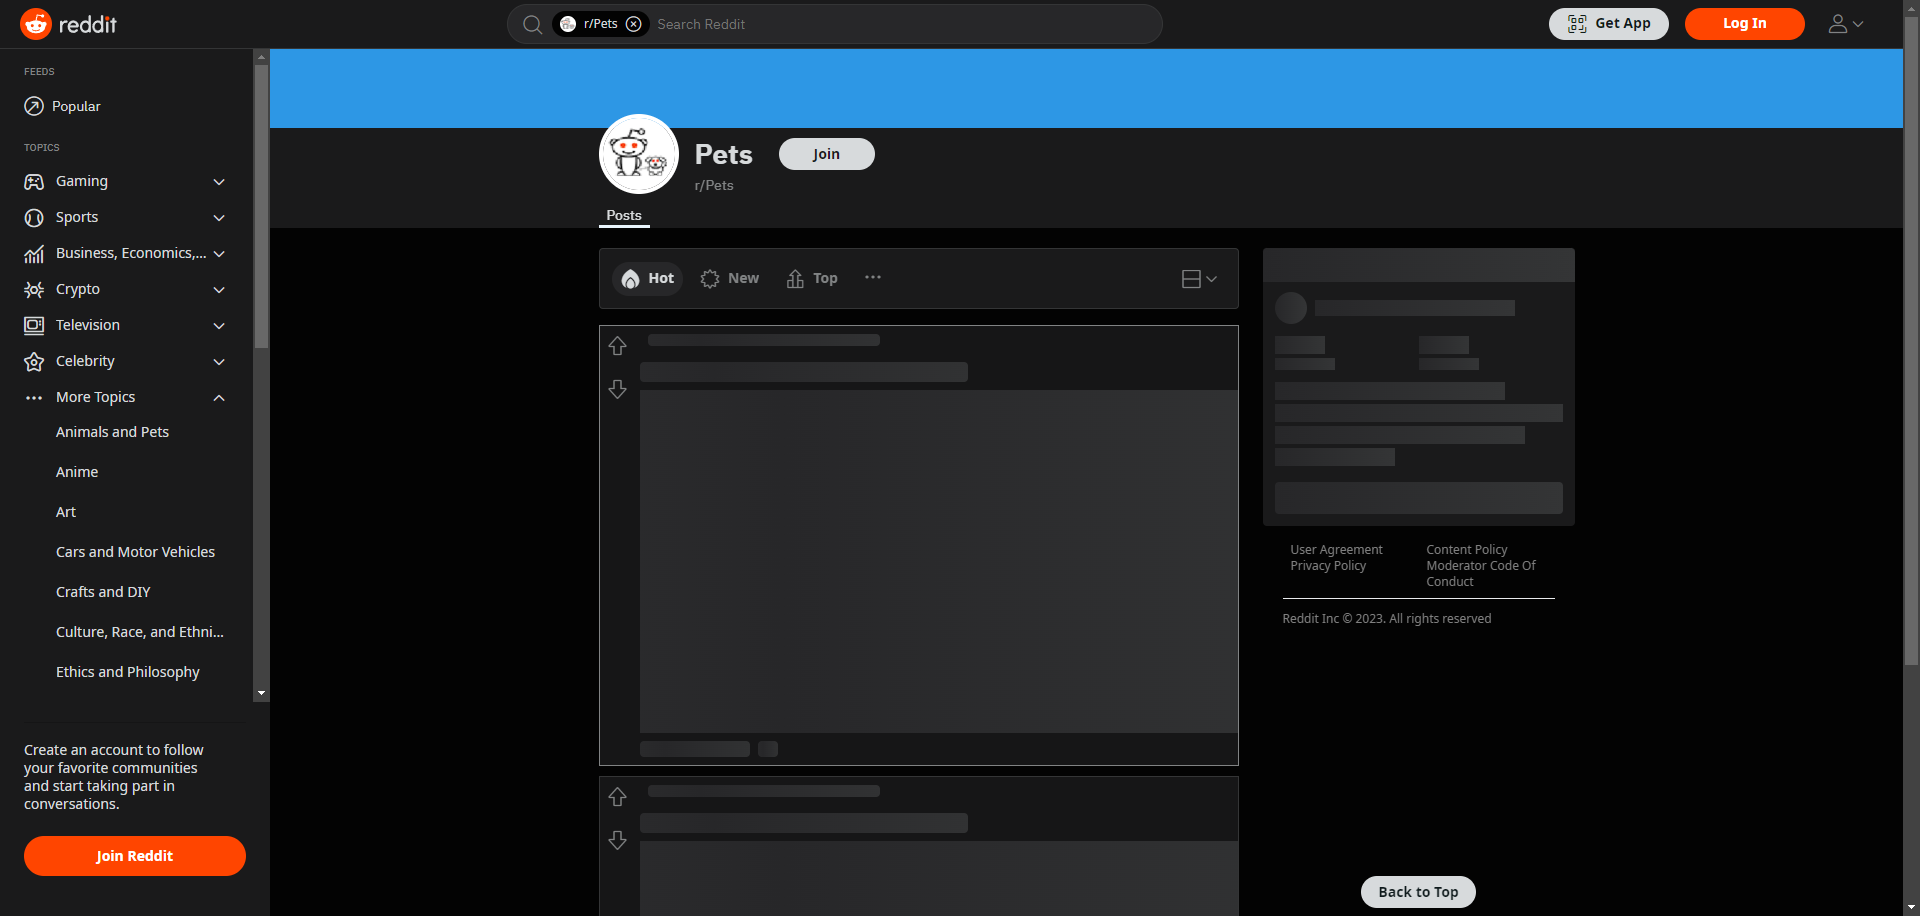 reddit
r/Pets
Search Reddit
Get App
Log In
FEEDS
Popular
TOPICS
Gaming
Sports
Business, Economics,...
Crypto
Television
Celebrity
More Topics
Animals and Pets
Anime
Art
Cars and Motor Vehicles
Crafts and DIY
Culture, Race, and Ethni...
Ethics and Philosophy
Create an account to follow
your favorite communities
and start taking part in
conversations.
Join Reddit
Pets
Join
r/Pets
Posts
Hot
New
Top
User Agreement
Privacy Policy
Content Policy
Moderator Code Of
Conduct
Reddit Inc © 2023. All rights reserved
Back to Top